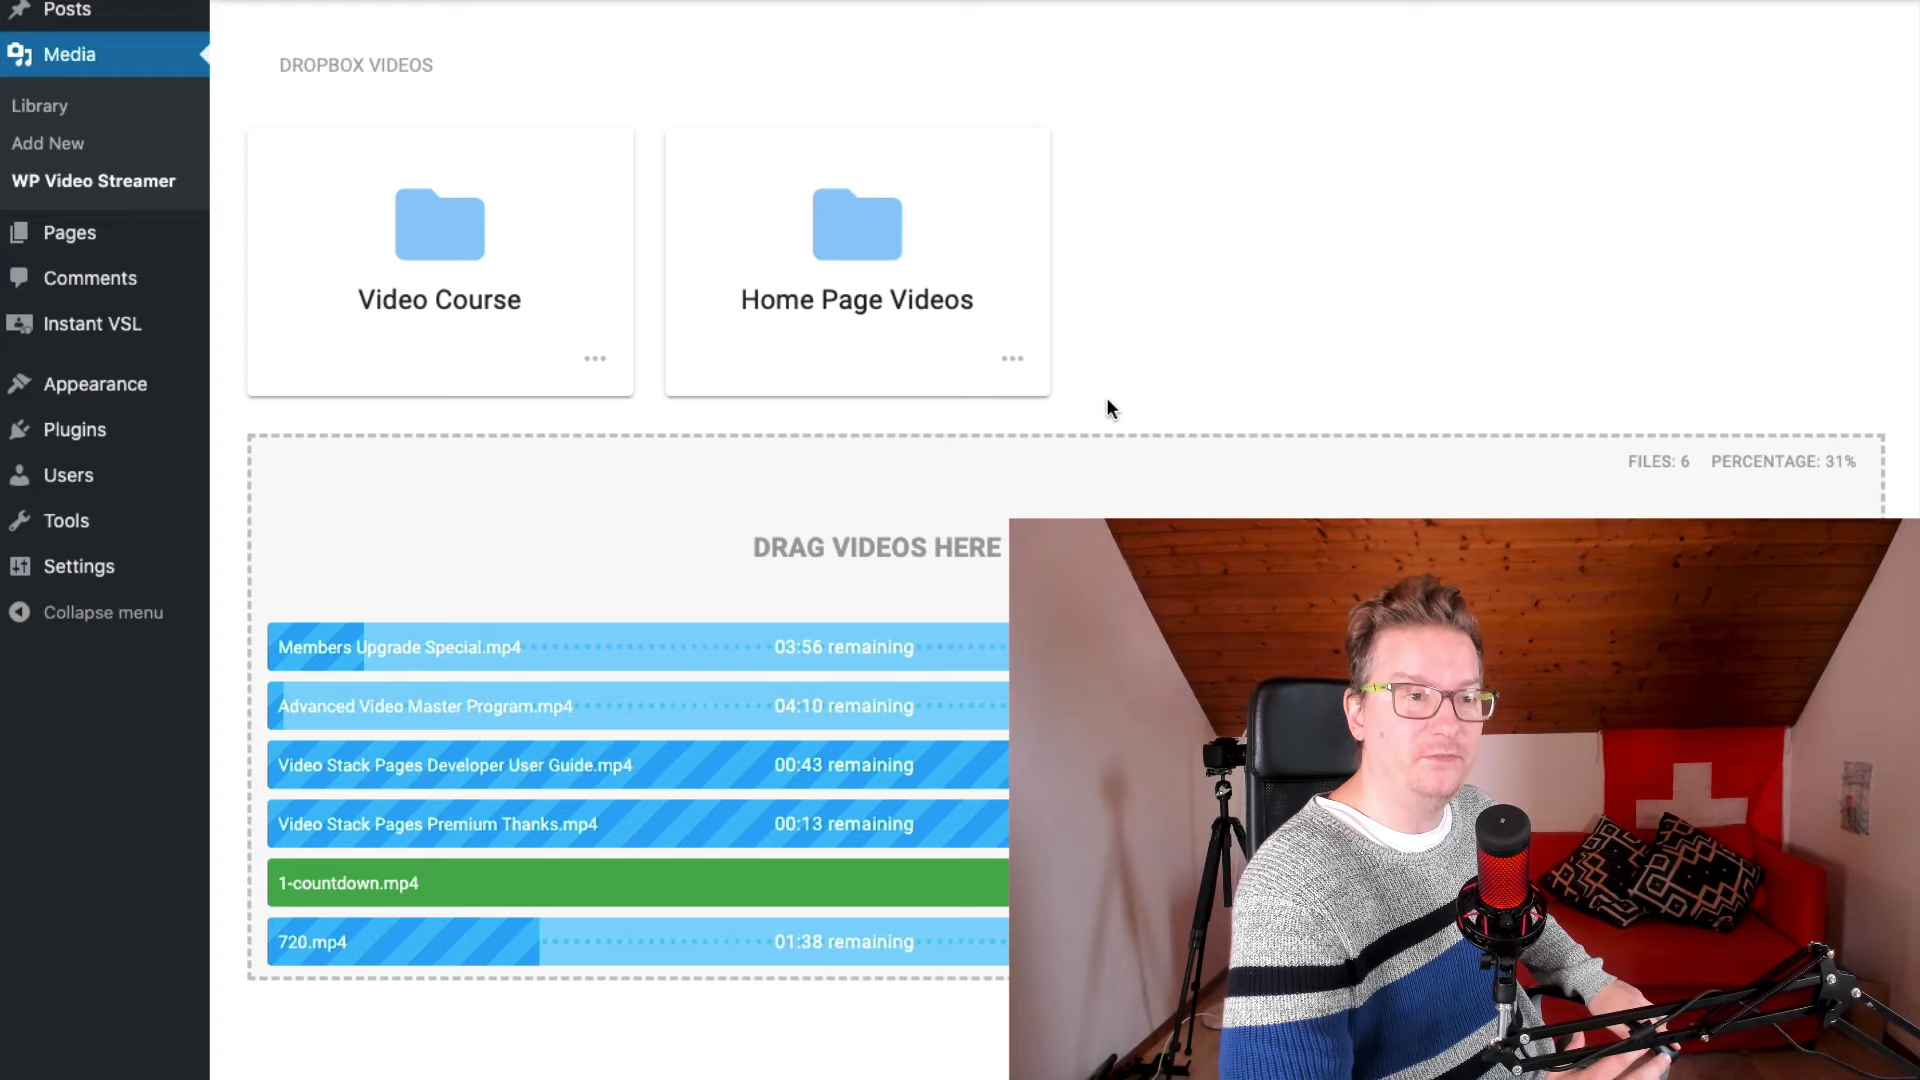 Posts
Media
Library
Add New
WP Video Streamer
Pages
Comments
Instant VSL
Appearance
Plugins
Users
Tools
Settings
Collapse menu
DROPBOX VIDEOS
Video Course
Home Page Videos
FILES: 6 PERCENTAGE: 31%
DRAG VIDEOS HERE
Members Upgrade Special.mp4 03:56 remaining
Advanced Video Master Program.mp4 04:10 remaining
Video Stack Pages Developer User Guide.mp4 00:43 remaining
Video Stack Pages Premium Thanks.mp4 00:13 remaining
1-countdown.mp4
720.mp4 01:38 remaining